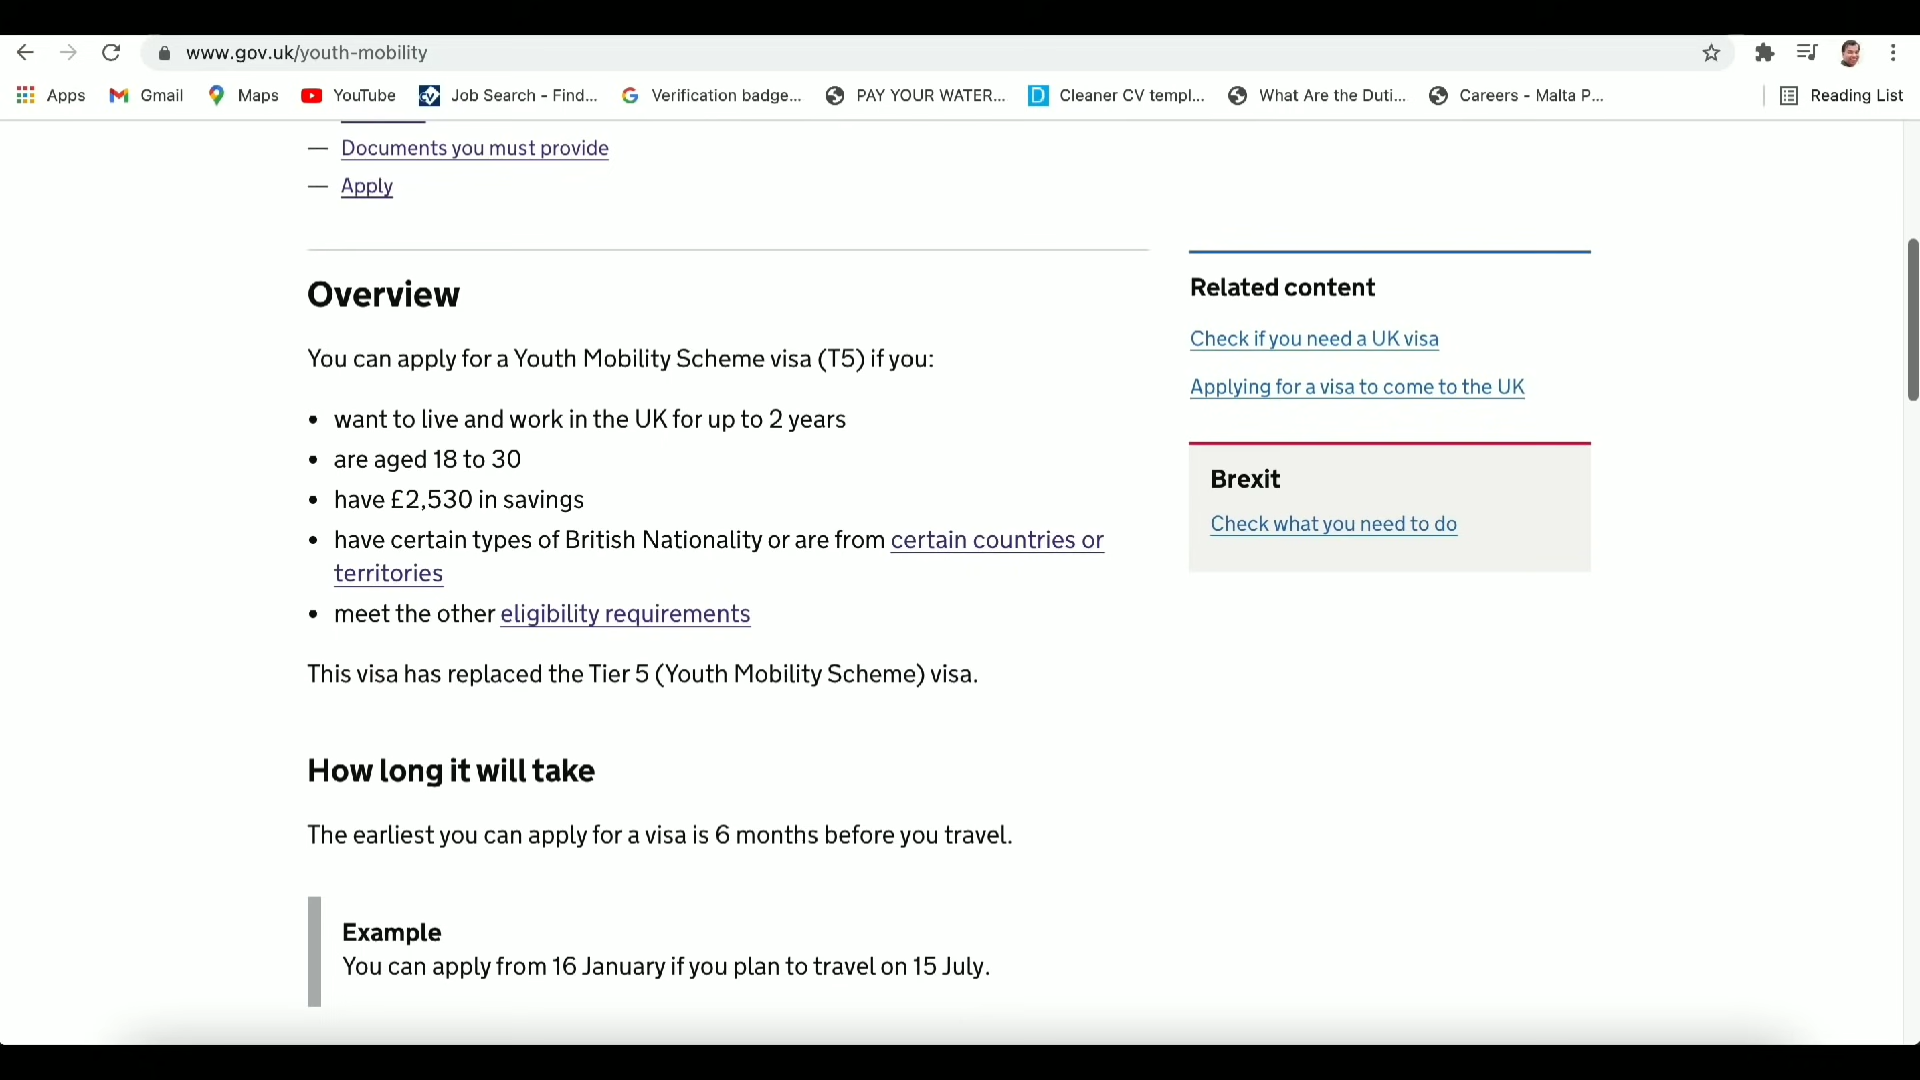 www.gov.uk/youth-mobility
Apps Gmail Maps YouTube Job Search - Find... Verification badge... PAY YOUR WATER... Cleaner CV templ... What Are the Duti... Careers - Malta P... Reading List
— Documents you must provide
— Apply
Overview
You can apply for a Youth Mobility Scheme visa (T5) if you:
• want to live and work in the UK for up to 2 years
• are aged 18 to 30
• have £2,530 in savings
• have certain types of British Nationality or are from certain countries or
territories
• meet the other eligibility requirements
This visa has replaced the Tier 5 (Youth Mobility Scheme) visa.
How long it will take
The earliest you can apply for a visa is 6 months before you travel.
Example
You can apply from 16 January if you plan to travel on 15 July.
Related content
Check if you need a UK visa
Applying for a visa to come to the UK
Brexit
Check what you need to do